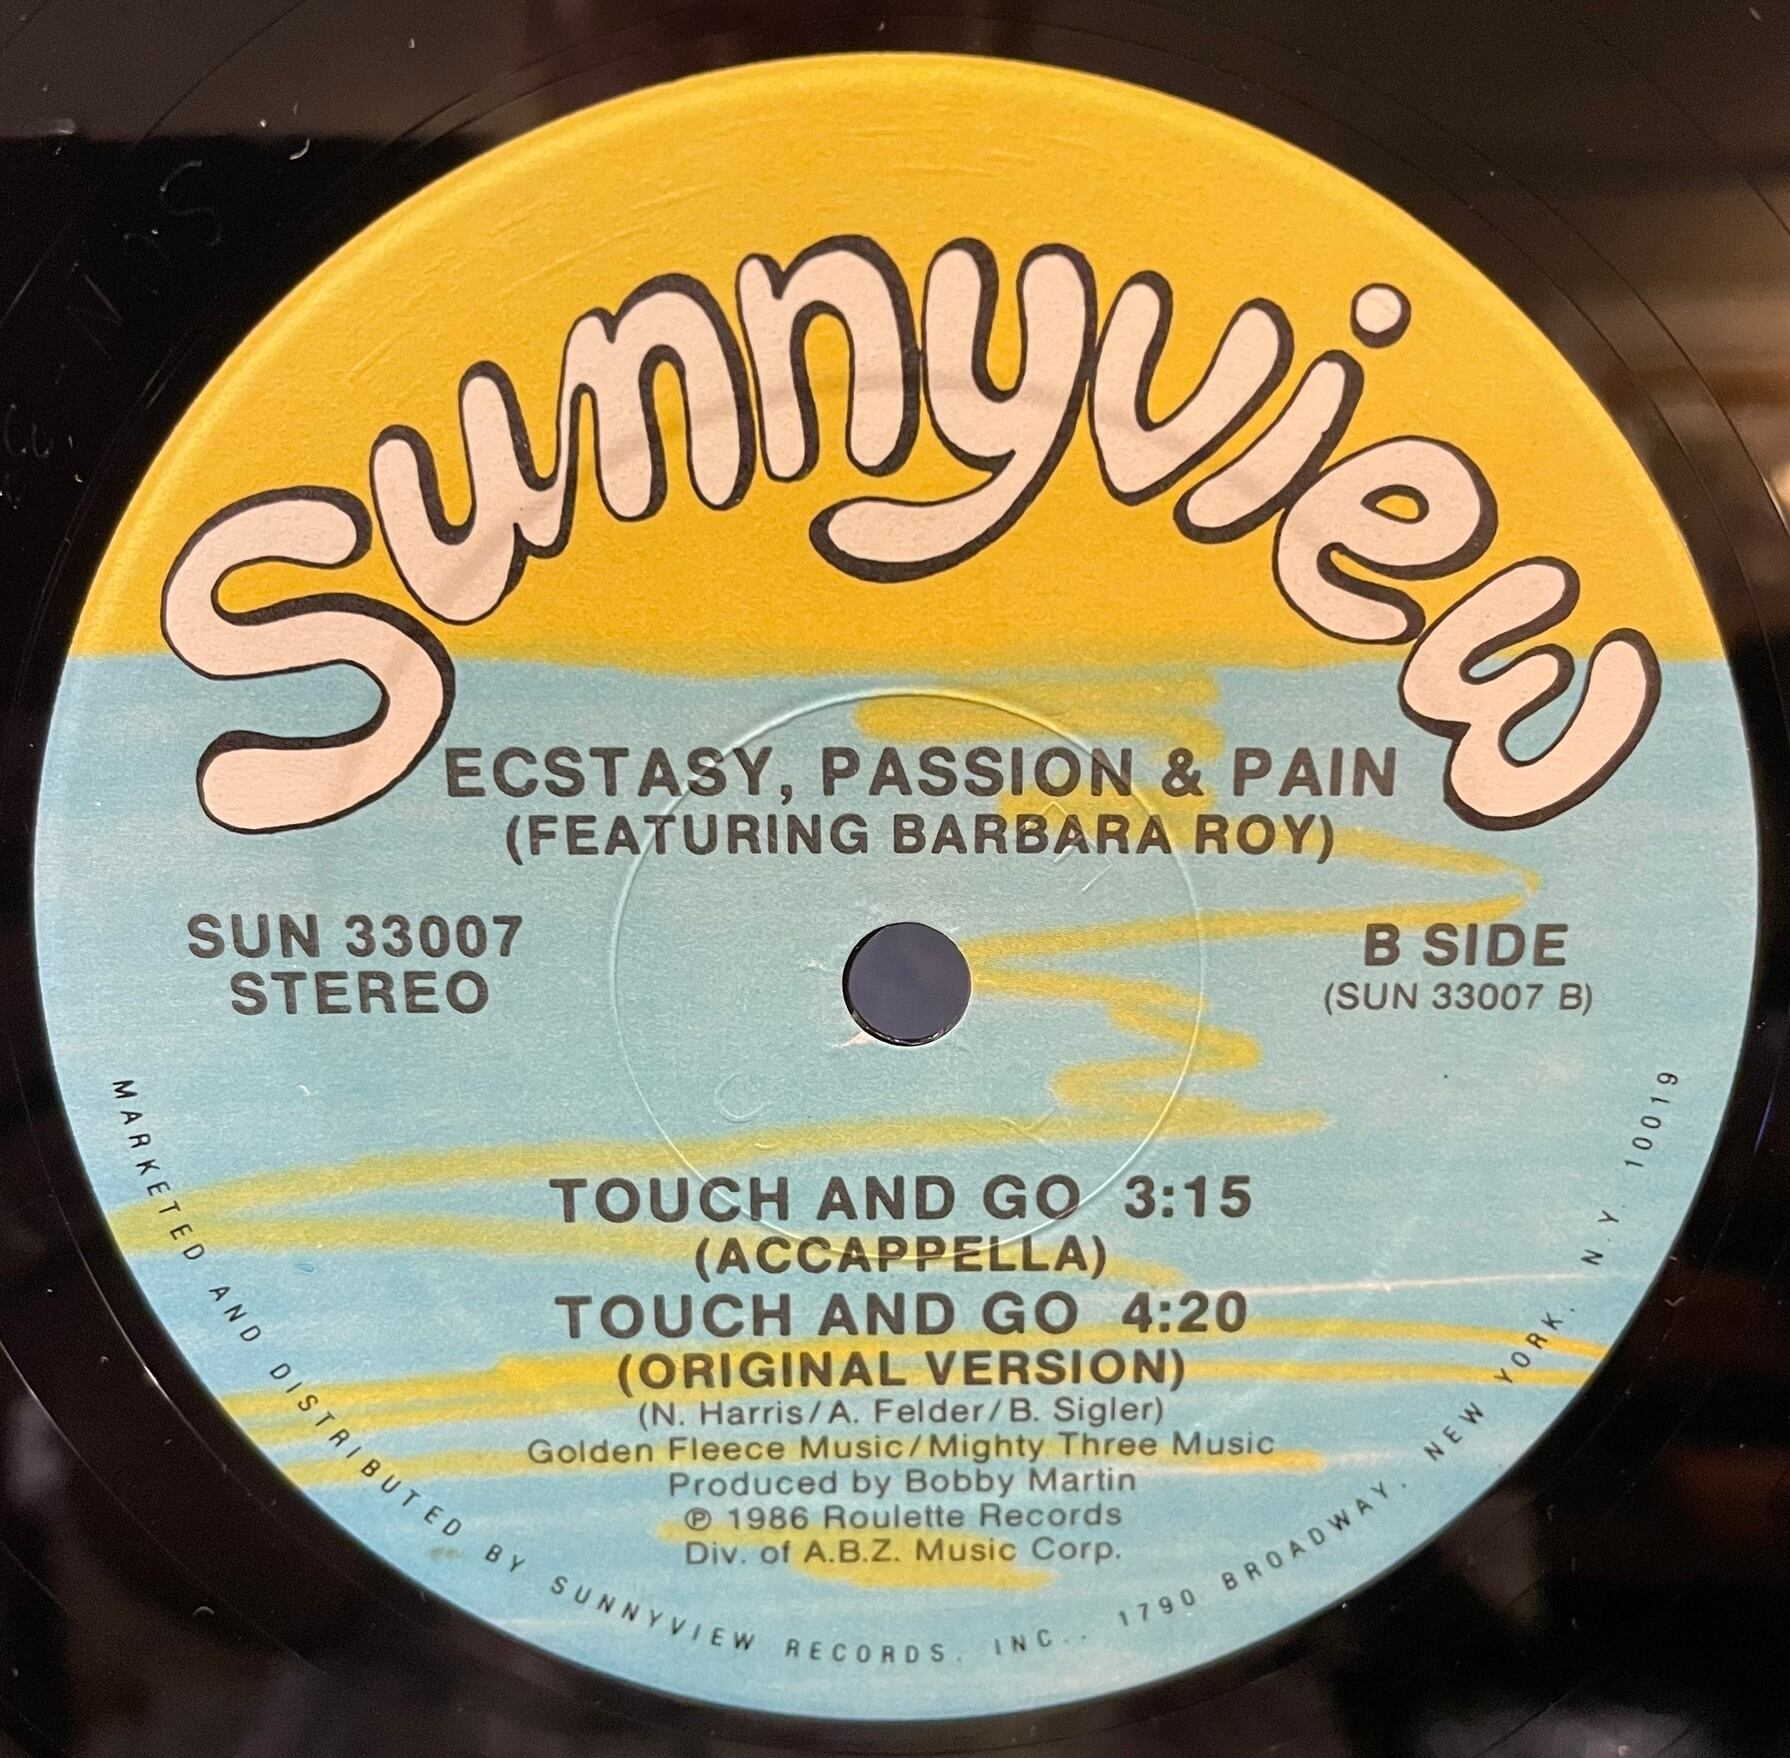 Sunnyview
ECSTASY, PASSION & PAIN
(FEATURING BARBARA ROY)
SUN 33007
STEREO
B SIDE
(SUN 33007 B)
TOUCH AND GO 3:15
(ACCAPPELLA)
TOUCH AND GO 4:20
(ORIGINAL VERSION)
(N. Harris/A. Felder/B. Sigler)
Golden Fleece Music/Mighty Three Music
Produced by Bobby Martin
℗ 1986 Roulette Records
Div. of A.B.Z. Music Corp.
MARKETED AND DISTRIBUTED BY SUNNYVIEW RECORDS, INC., 1790 BROADWAY, NEW YORK, N.Y. 10019